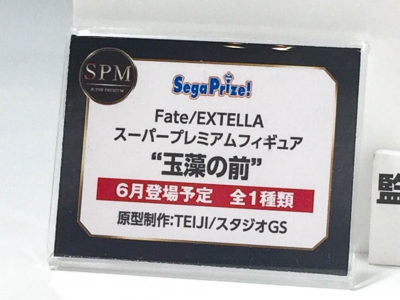 SPM
SUPER PREMIUM
SegaPrize!
Fate/EXTELLA
スーパープレミアムフィギュア
“玉藻の前”
6月登場予定 全1種類
原型制作:TEIJI/スタジオGS
監